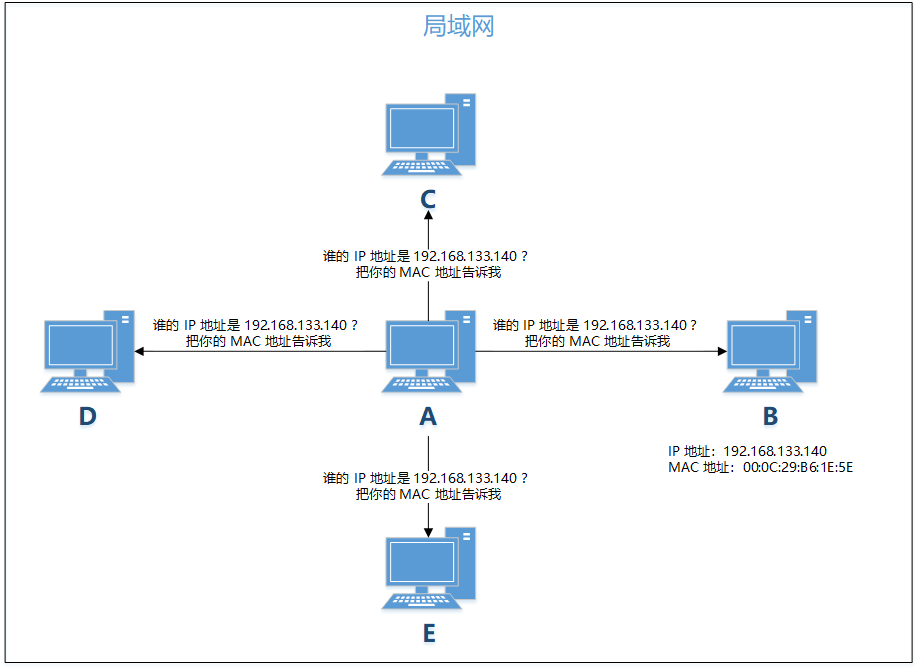 局域网
C
谁的 IP 地址是 192.168.133.140 ?
把你的 MAC 地址告诉我
谁的 IP 地址是 192.168.133.140 ?
把你的 MAC 地址告诉我
谁的 IP 地址是 192.168.133.140 ?
把你的 MAC 地址告诉我
D
A
B
IP 地址：192.168.133.140
MAC 地址：00:0C:29:B6:1E:5E
谁的 IP 地址是 192.168.133.140 ?
把你的 MAC 地址告诉我
E